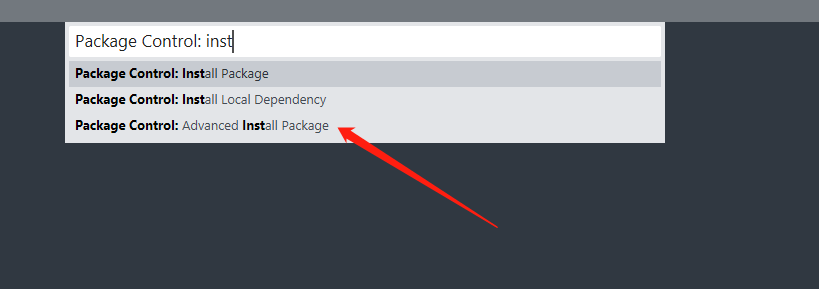 Package Control: inst
Package Control: Install Package
Package Control: Install Local Dependency
Package Control: Advanced Install Package